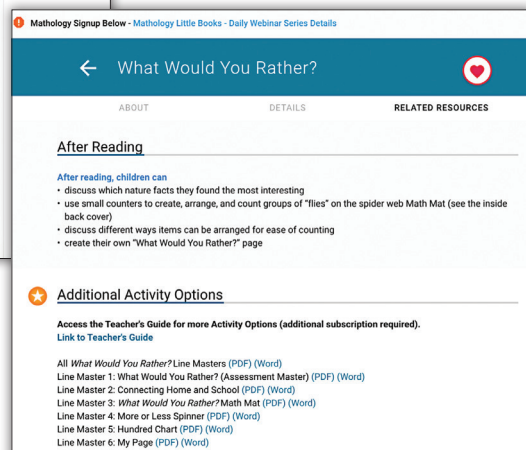 Mathology Signup Below - Mathology Little Books - Daily Webinar Series Details
What Would You Rather?
ABOUT DETAILS RELATED RESOURCES
After Reading
After reading, children can
• discuss which nature facts they found the most interesting
• use small counters to create, arrange, and count groups of "flies" on the spider web Math Mat (see the inside
back cover)
• discuss different ways items can be arranged for ease of counting
• create their own "What Would You Rather?" page
Additional Activity Options
Access the Teacher's Guide for more Activity Options (additional subscription required).
Link to Teacher's Guide
All What Would You Rather? Line Masters (PDF) (Word)
Line Master 1: What Would You Rather? (Assessment Master) (PDF) (Word)
Line Master 2: Connecting Home and School (PDF) (Word)
Line Master 3: What Would You Rather? Math Mat (PDF) (Word)
Line Master 4: More or Less Spinner (PDF) (Word)
Line Master 5: Hundred Chart (PDF) (Word)
Line Master 6: My Page (PDF) (Word)